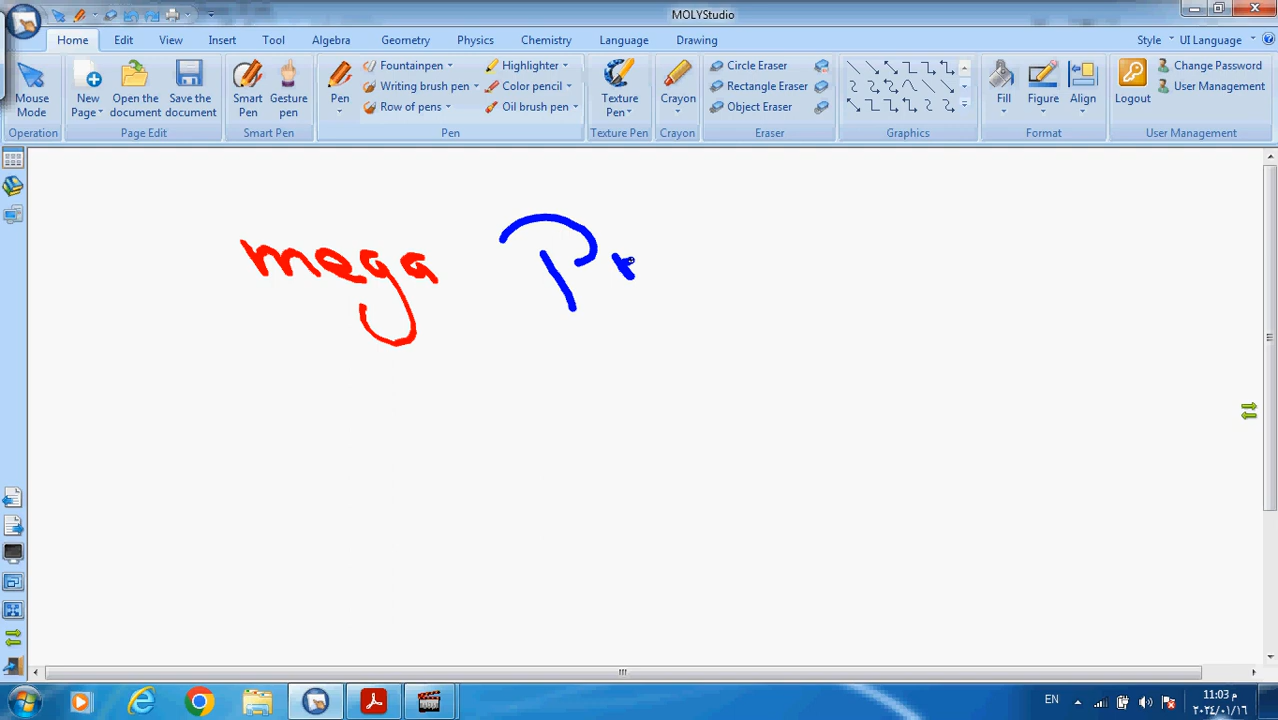 MOLYStudio
Home Edit View Insert Tool Algebra Geometry Physics Chemistry Language Drawing Style UI Language
Mouse Mode
Operation
New Page
Open the document
Save the document
Page Edit
Smart Pen
Gesture pen
Smart Pen
Pen
Fountainpen
Writing brush pen
Row of pens
Highlighter
Color pencil
Oil brush pen
Pen
Texture Pen
Texture Pen
Crayon
Crayon
Circle Eraser
Rectangle Eraser
Object Eraser
Eraser
Graphics
Fill
Figure
Align
Format
Logout
Change Password
User Management
User Management
mega Pr
EN
11:03 م
٢٠٢٤/٠١/١٦